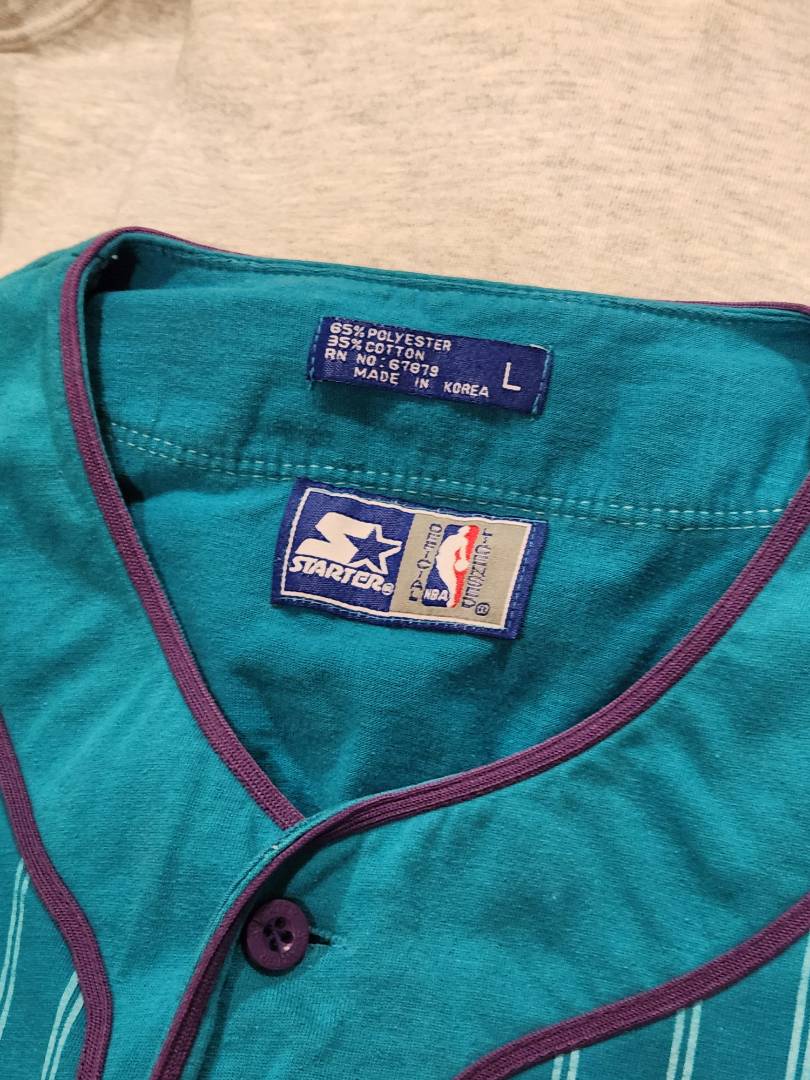 65% POLYESTER
35% COTTON
RN NO: 67879
MADE IN KOREA
L
STARTER®
OFFICIAL
NBA
LICENSED
®